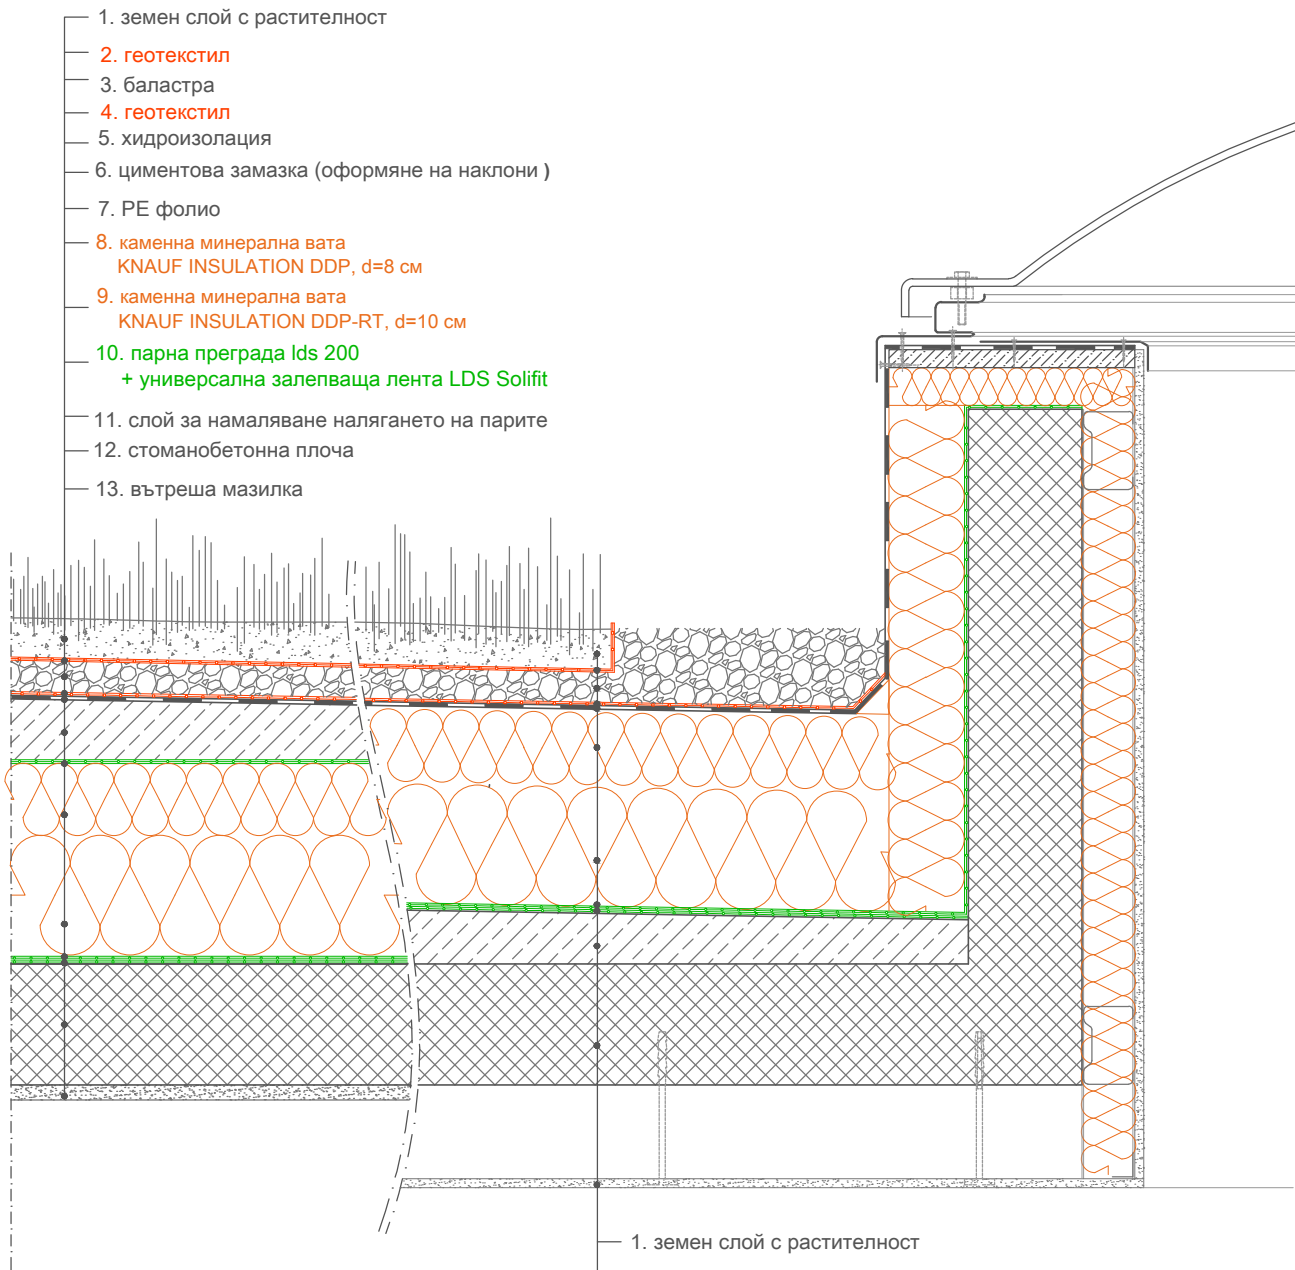 1. земен слой с растителност
2. геотекстил
3. баластра
4. геотекстил
5. хидроизолация
6. циментова замазка (оформяне на наклони )
7. PE фолио
8. каменна минерална вата
KNAUF INSULATION DDP, d=8 см
9. каменна минерална вата
KNAUF INSULATION DDP-RT, d=10 см
10. парна преграда lds 200
+ универсална залепваща лента LDS Solifit
11. слой за намаляване налягането на парите
12. стоманобетонна плоча
13. вътреша мазилка
1. земен слой с растителност